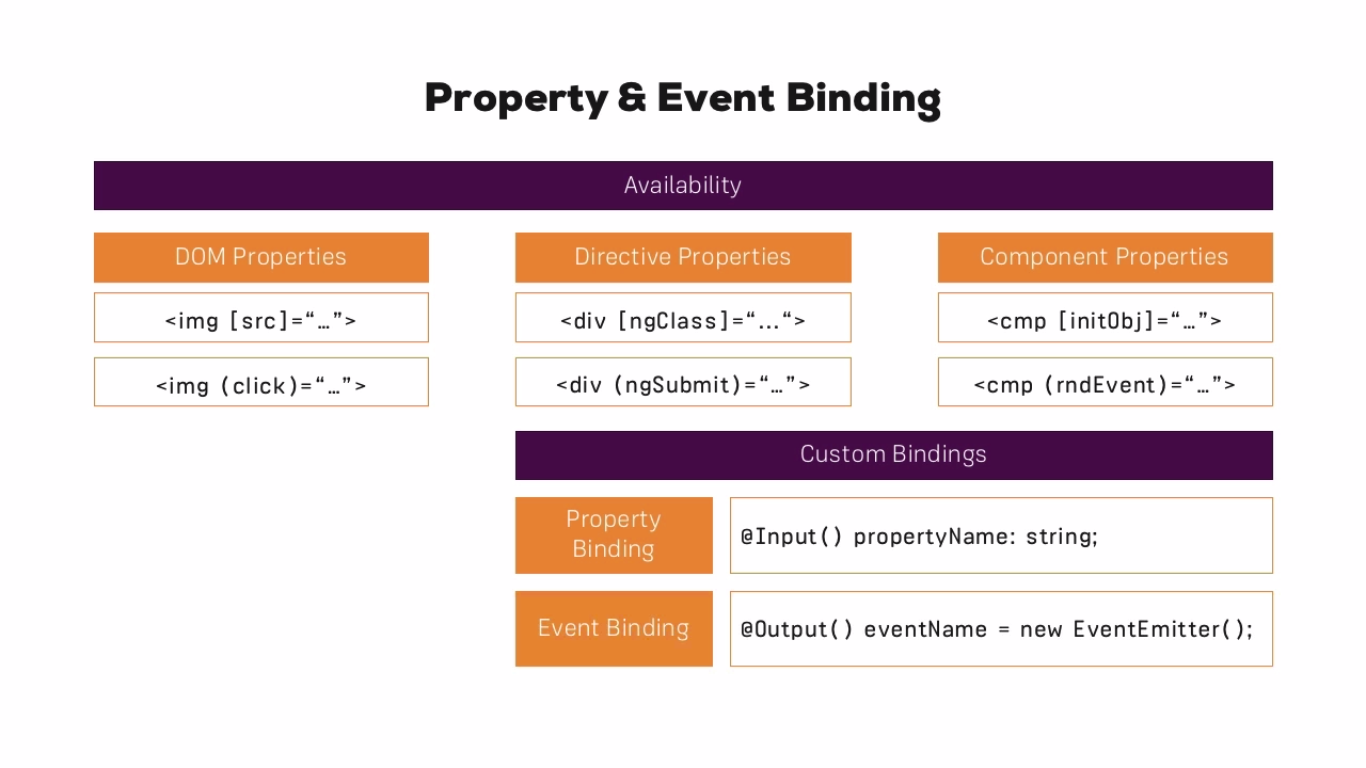 Property & Event Binding
Availability
DOM Properties
Directive Properties
Component Properties
<img [src]=“…”>
<div [ngClass]=“...“>
<cmp [initObj]=“…”>
<img (click)=“…”>
<div (ngSubmit)=“…”>
<cmp (rndEvent)=“…”>
Custom Bindings
Property
Binding
@Input() propertyName: string;
Event Binding
@Output() eventName = new EventEmitter();